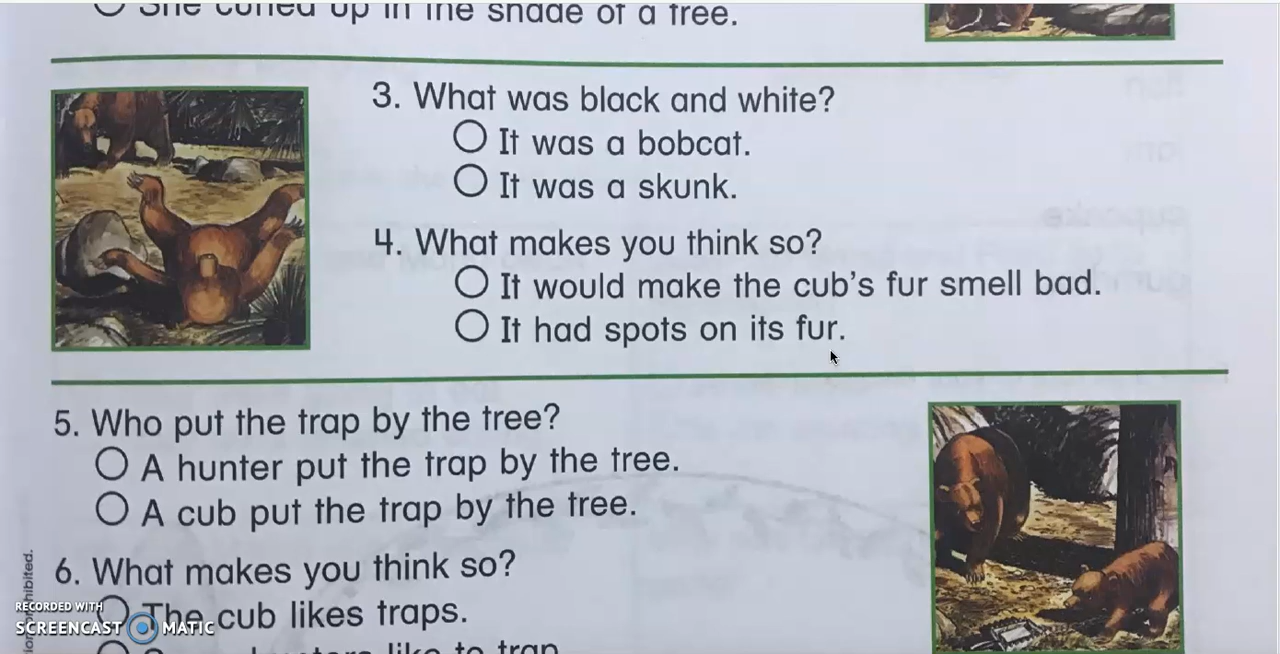 She curled up in the shade of a tree.
3. What was black and white?
It was a bobcat.
It was a skunk.
4. What makes you think so?
It would make the cub's fur smell bad.
It had spots on its fur.
5. Who put the trap by the tree?
A hunter put the trap by the tree.
A cub put the trap by the tree.
6. What makes you think so?
The cub likes traps.
like to trap
hibited.
RECORDED WITH
SCREENCAST MATIC